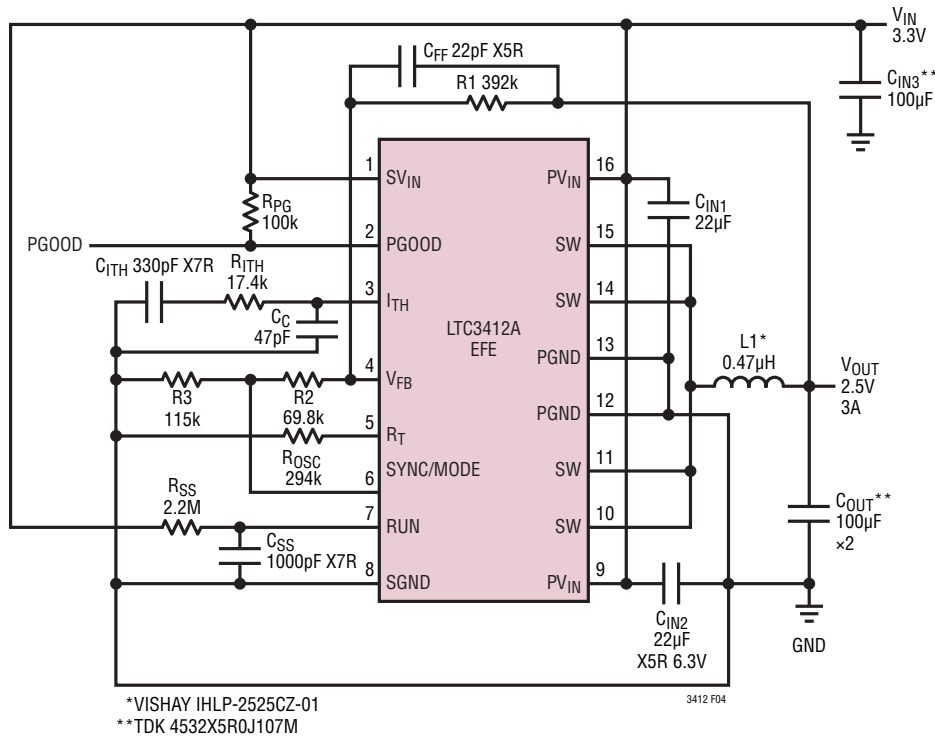 VIN
3.3V
CFF 22pF X5R
R1 392k
CIN3**
100µF
1
SVIN
PVIN
16
RPG
100k
CIN1
22µF
PGOOD
2
PGOOD
SW
15
CITH 330pF X7R
RITH
17.4k
3
ITH
SW
14
CC
47pF
LTC3412A
EFE
PGND
13
L1*
0.47µH
4
VFB
VOUT
2.5V
3A
R3
115k
R2
69.8k
PGND
12
5
RT
ROSC
294k
6
SYNC/MODE
SW
11
RSS
2.2M
7
RUN
SW
10
COUT**
100µF
×2
CSS
1000pF X7R
8
SGND
PVIN
9
CIN2
22µF
X5R 6.3V
GND
*VISHAY IHLP-2525CZ-01
**TDK 4532X5R0J107M
3412 F04